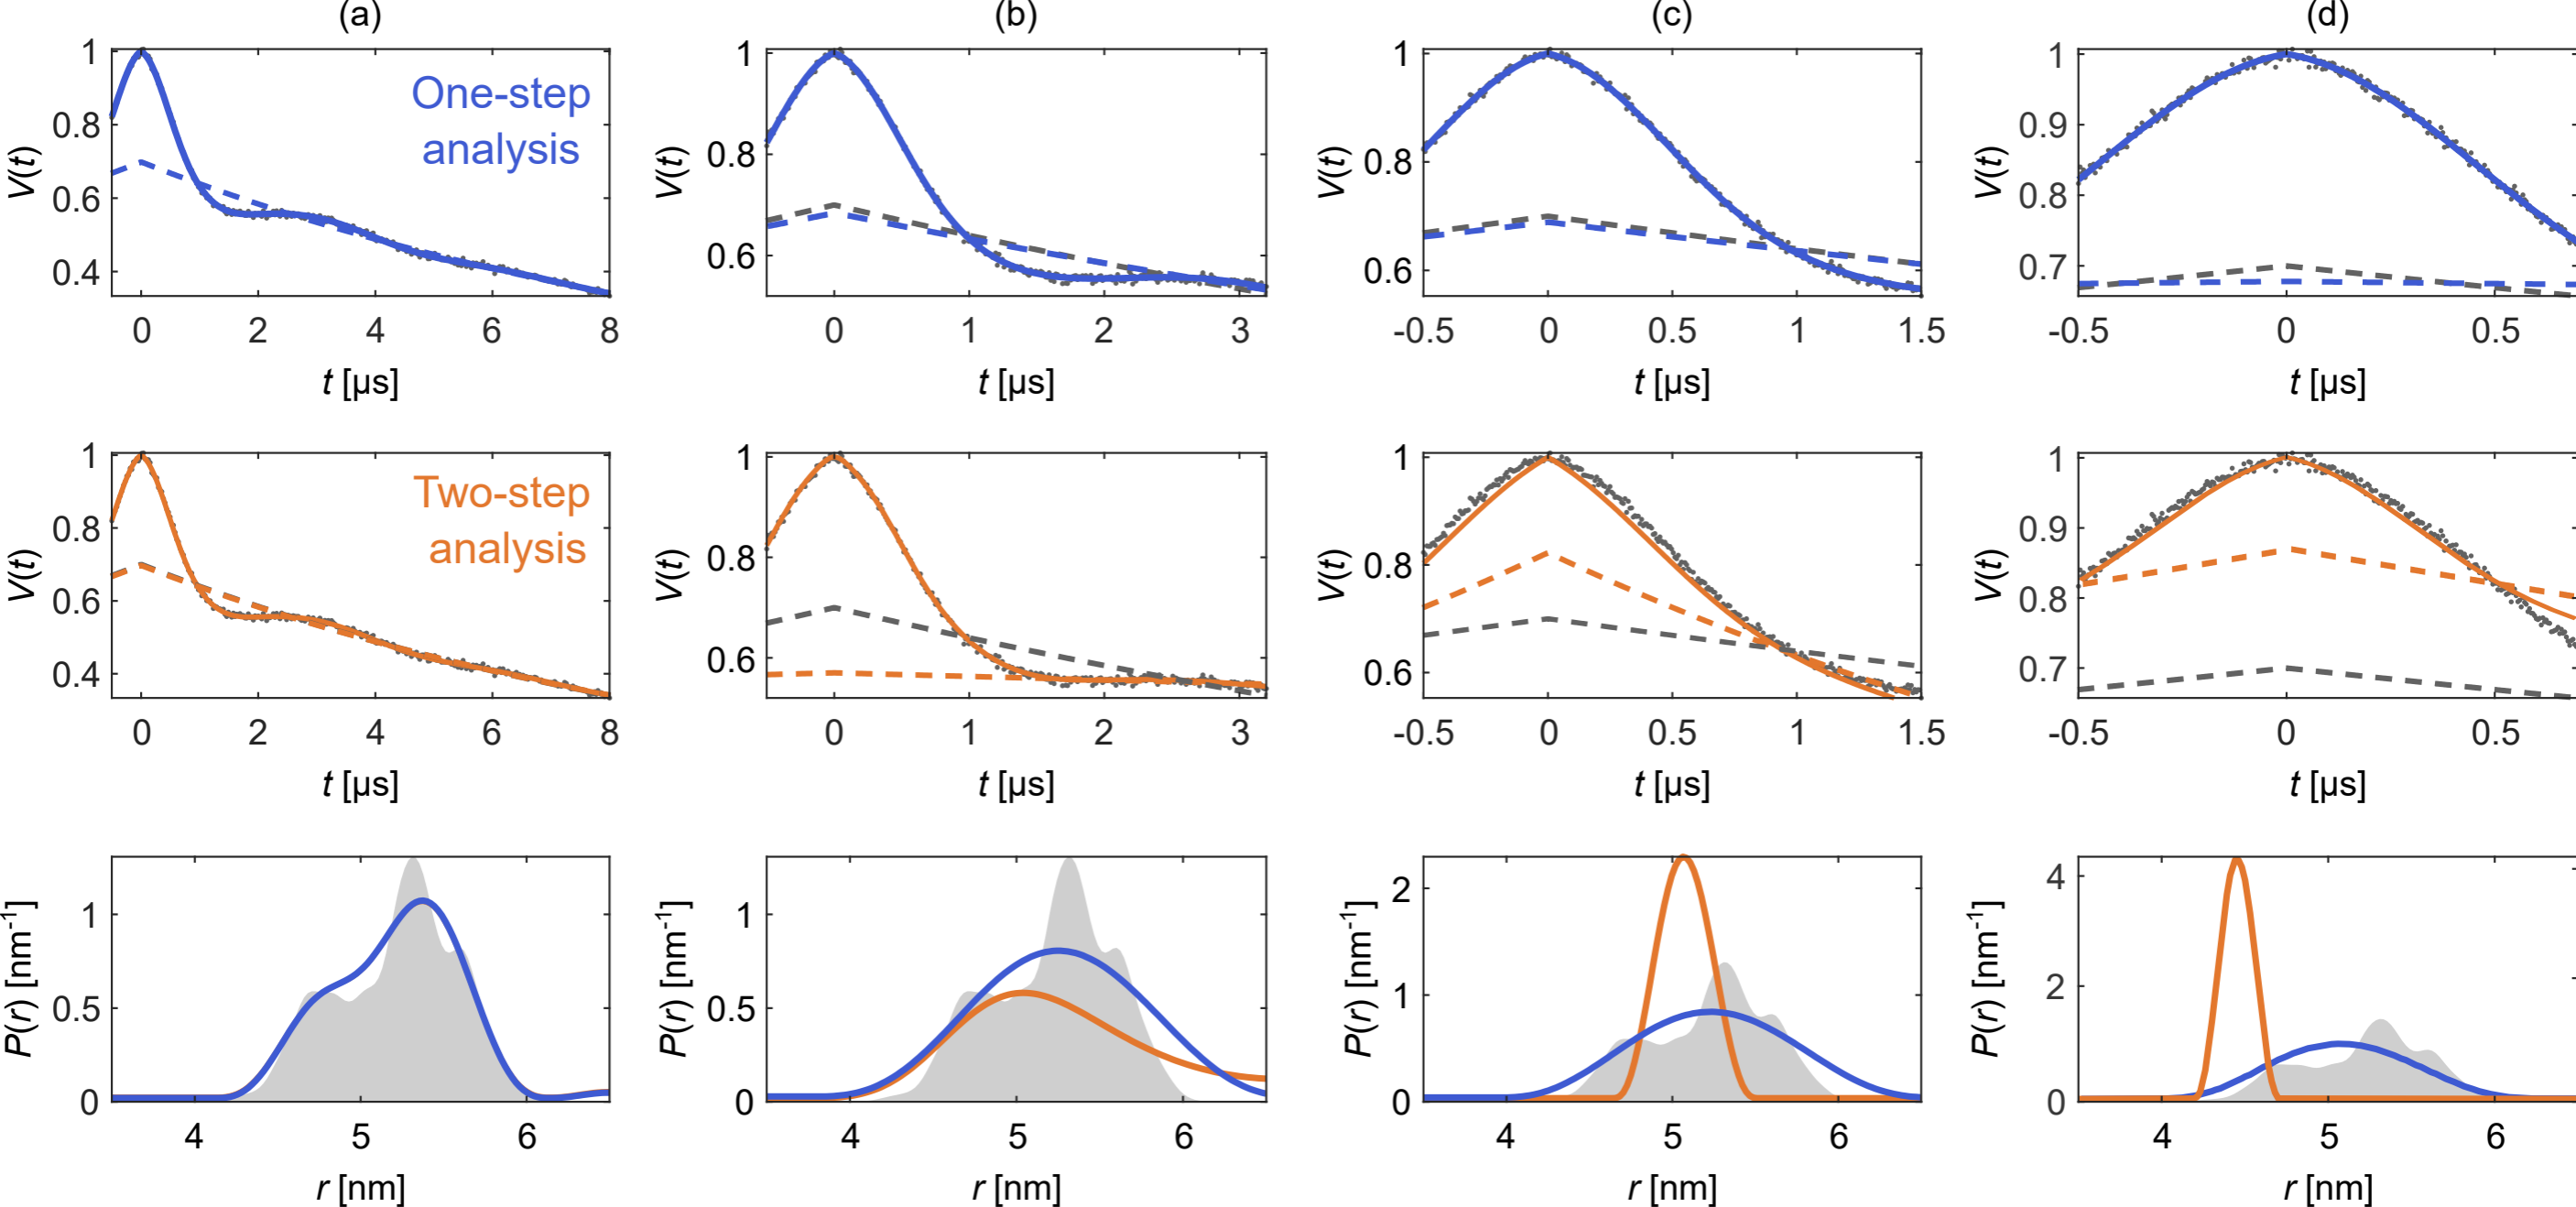 (a) (b) (c) (d)
V(t) 1 0.8 0.6 0.4
One-step
analysis
0 2 4 6 8
t [μs]
V(t) 1 0.8 0.6
0 1 2 3
t [μs]
V(t) 1 0.8 0.6
-0.5 0 0.5 1 1.5
t [μs]
V(t) 1 0.9 0.8 0.7
-0.5 0 0.5
t [μs]
V(t) 1 0.8 0.6 0.4
Two-step
analysis
0 2 4 6 8
t [μs]
V(t) 1 0.8 0.6
0 1 2 3
t [μs]
V(t) 1 0.8 0.6
-0.5 0 0.5 1 1.5
t [μs]
V(t) 1 0.9 0.8 0.7
-0.5 0 0.5
t [μs]
P(r) [nm⁻¹] 1 0.5 0
4 5 6
r [nm]
P(r) [nm⁻¹] 1 0.5 0
4 5 6
r [nm]
P(r) [nm⁻¹] 2 1 0
4 5 6
r [nm]
P(r) [nm⁻¹] 4 2 0
4 5 6
r [nm]